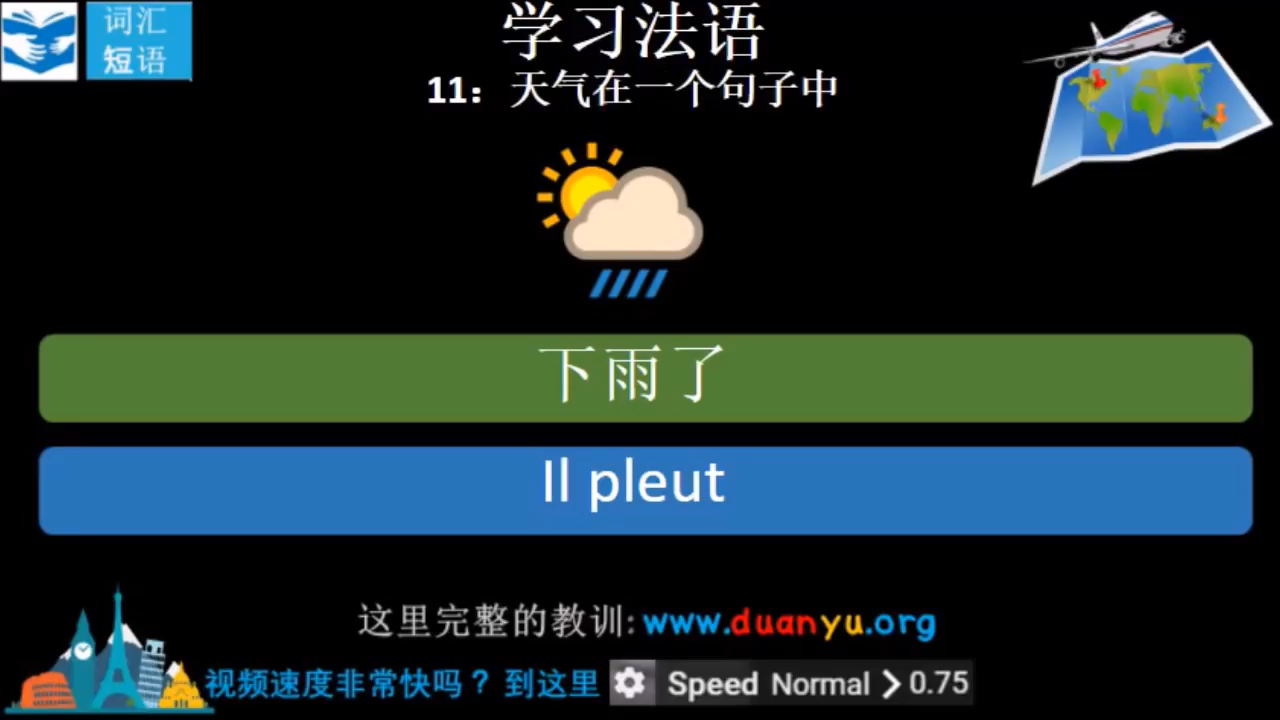 词汇
短语
学习法语
11：天气在一个句子中
下雨了
Il pleut
这里完整的教训: www.duanyu.org
视频速度非常快吗？ 到这里 Speed Normal > 0.75